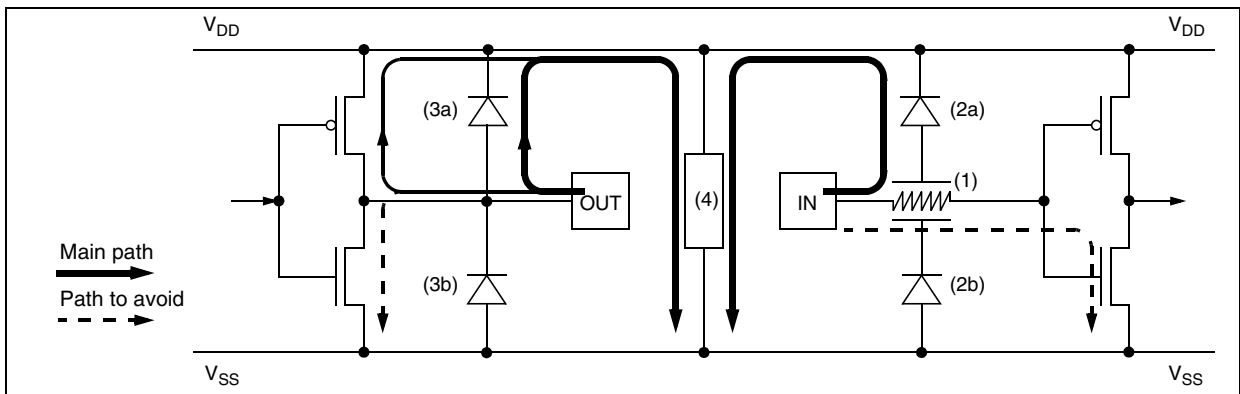 VDD VDD
(3a) (2a)
(1)
OUT (4) IN
Main path
(3b) (2b)
Path to avoid
VSS VSS